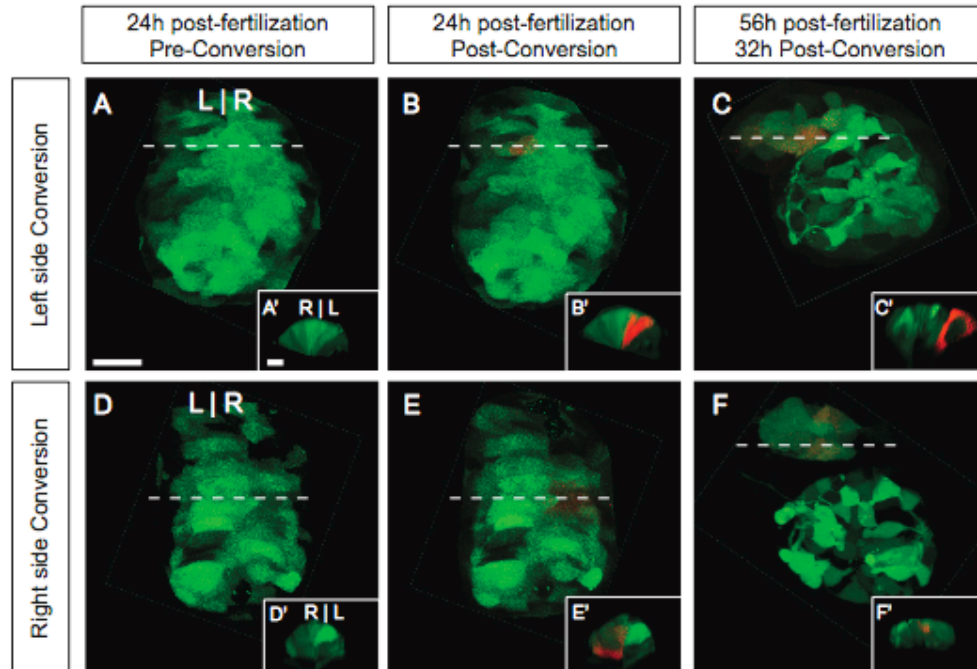 24h post-fertilization
Pre-Conversion
24h post-fertilization
Post-Conversion
56h post-fertilization
32h Post-Conversion
Left side Conversion
A
L | R
A'
R | L
B
B'
C
C'
Right side Conversion
D
L | R
D'
R | L
E
E'
F
F'